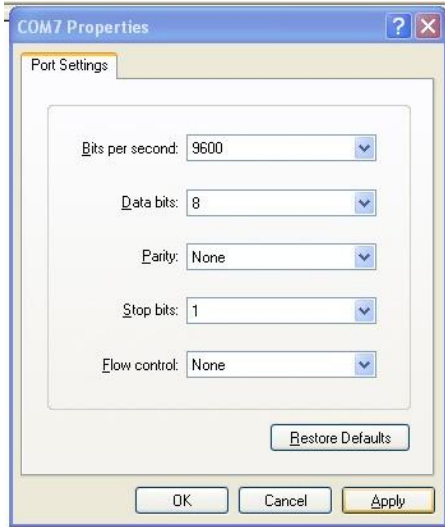 COM7 Properties
Port Settings
Bits per second: 9600
Data bits: 8
Parity: None
Stop bits: 1
Flow control: None
Restore Defaults
OK Cancel Apply